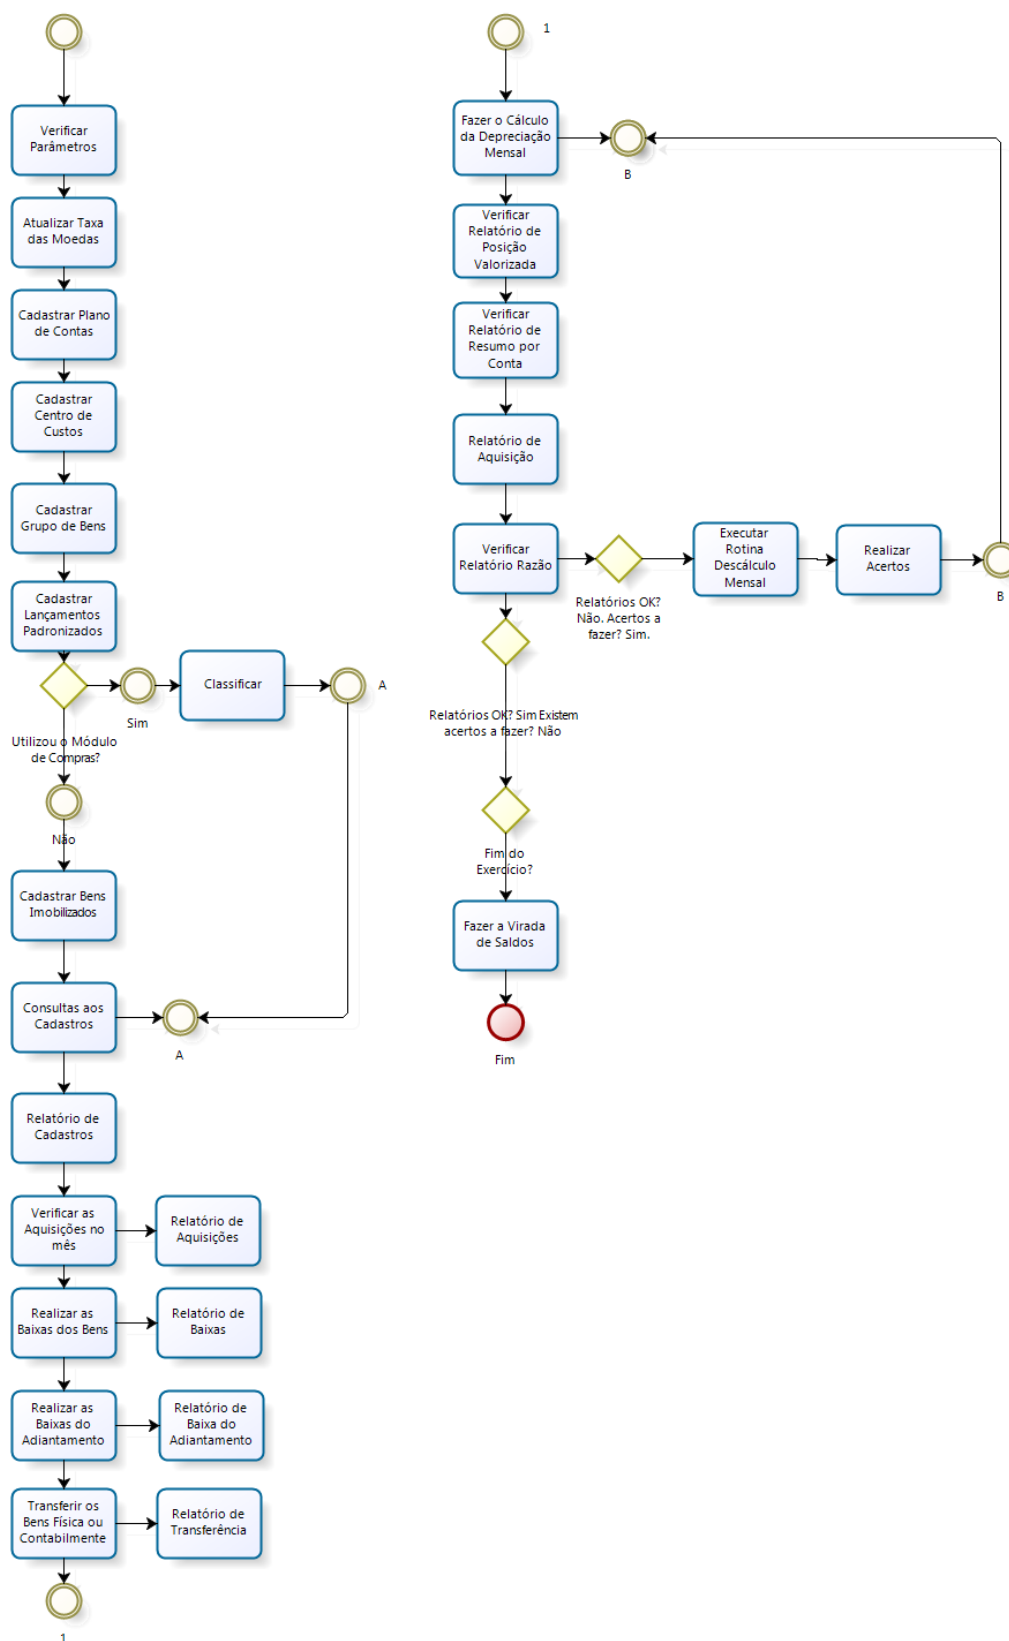 Verificar
Parâmetros
Atualizar Taxa
das Moedas
Cadastrar Plano
de Contas
Cadastrar
Centro de
Custos
Cadastrar
Grupo de Bens
Cadastrar
Lançamentos
Padronizados
Sim
Classificar
A
Utilizou o Módulo
de Compras?
Não
Cadastrar Bens
Imobilizados
Consultas aos
Cadastros
A
Relatório de
Cadastros
Verificar as
Aquisições no
mês
Relatório de
Aquisições
Realizar as
Baixas dos Bens
Relatório de
Baixas
Realizar as
Baixas do
Adiantamento
Relatório de
Baixa do
Adiantamento
Transferir os
Bens Física ou
Contabilmente
Relatório de
Transferência
1
1
Fazer o Cálculo
da Depreciação
Mensal
B
Verificar
Relatório de
Posição
Valorizada
Verificar
Relatório de
Resumo por
Conta
Relatório de
Aquisição
Verificar
Relatório Razão
Relatórios OK?
Não. Acertos a
fazer? Sim.
Executar
Rotina
Descálculo
Mensal
Realizar
Acertos
B
Relatórios OK? Sim Existem
acertos a fazer? Não
Fim do
Exercício?
Fazer a Virada
de Saldos
Fim